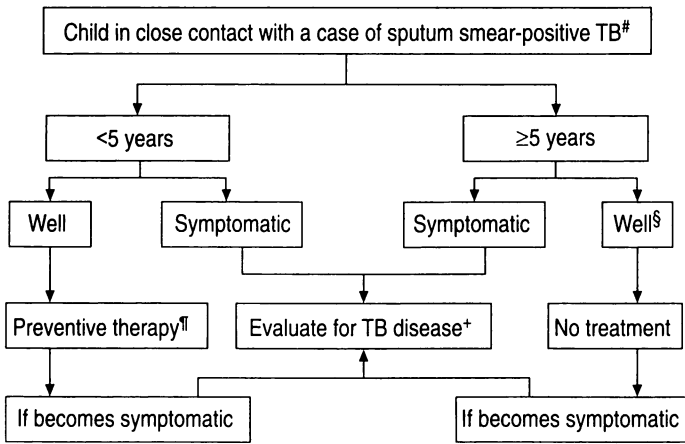 Child in close contact with a case of sputum smear-positive TB#
<5 years
≥5 years
Well
Symptomatic
Symptomatic
Well§
Preventive therapy¶
Evaluate for TB disease+
No treatment
If becomes symptomatic
If becomes symptomatic